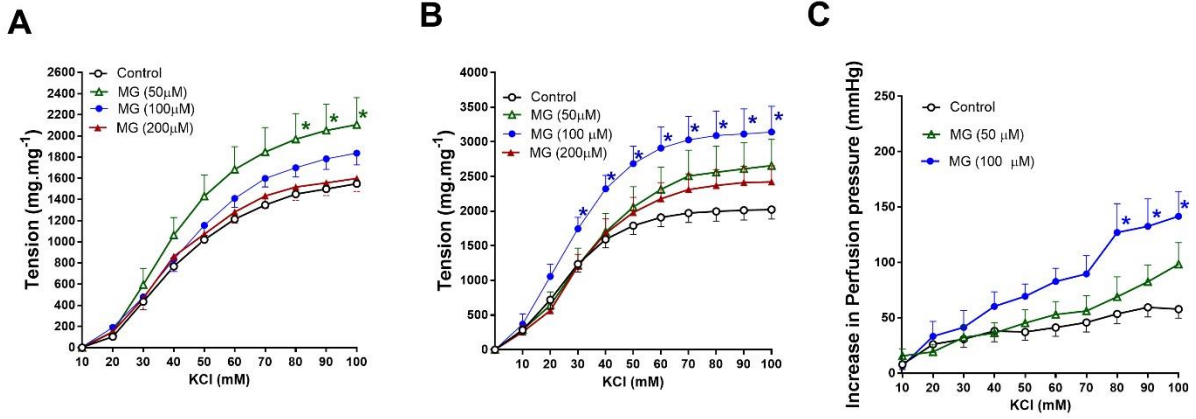 A
2600
2400
2200
2000
1800
1600
1400
1200
1000
800
600
400
200
0
Tension (mg.mg-1)
Control
MG (50μM)
MG (100μM)
MG (200μM)
* * *
10 20 30 40 50 60 70 80 90 100
KCl (mM)
B
4000
3500
3000
2500
2000
1500
1000
500
0
Tension (mg.mg-1)
Control
MG (50μM)
MG (100 μM)
MG (200μM)
* * * * * * * *
10 20 30 40 50 60 70 80 90 100
KCl (mM)
C
250
200
150
100
50
0
Increase in Perfusion pressure (mmHg)
Control
MG (50 μM)
MG (100 μM)
* * *
10 20 30 40 50 60 70 80 90 100
KCl (mM)